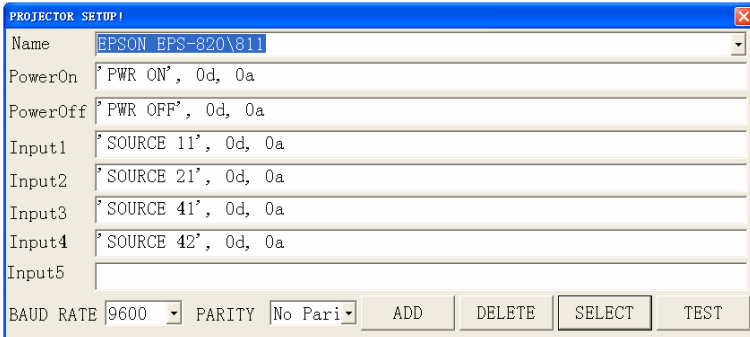 PROJECTOR SETUP!
Name EPSON EPS-820\811
PowerOn 'PWR ON', 0d, 0a
PowerOff 'PWR OFF', 0d, 0a
Input1 'SOURCE 11', 0d, 0a
Input2 'SOURCE 21', 0d, 0a
Input3 'SOURCE 41', 0d, 0a
Input4 'SOURCE 42', 0d, 0a
Input5
BAUD RATE 9600 PARITY No Pari ADD DELETE SELECT TEST